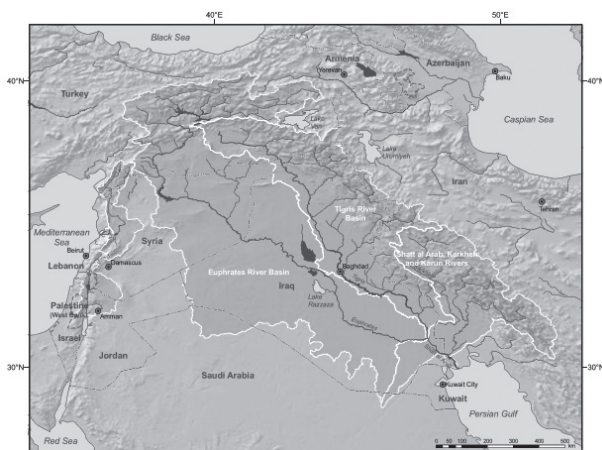 40°E
50°E
Black Sea
40°N
40°N
Armenia
Yerevan
Azerbaijan
Baku
Turkey
Caspian Sea
Lake
Van
Lake
Urumiyeh
Iran
Tehran
Tigris River
Basin
Mediterranean
Sea
Syria
Beirut
Lebanon
Damascus
Euphrates River Basin
Baghdad
Shatt al Arab, Karkheh
and Karun Rivers
Iraq
Lake
Razzaza
Euphrates
Palestine
(West Bank)
Amman
Israel
Jordan
30°N
30°N
Saudi Arabia
Kuwait City
Kuwait
Persian Gulf
Red Sea
0 50 100 200 300 400 500
km